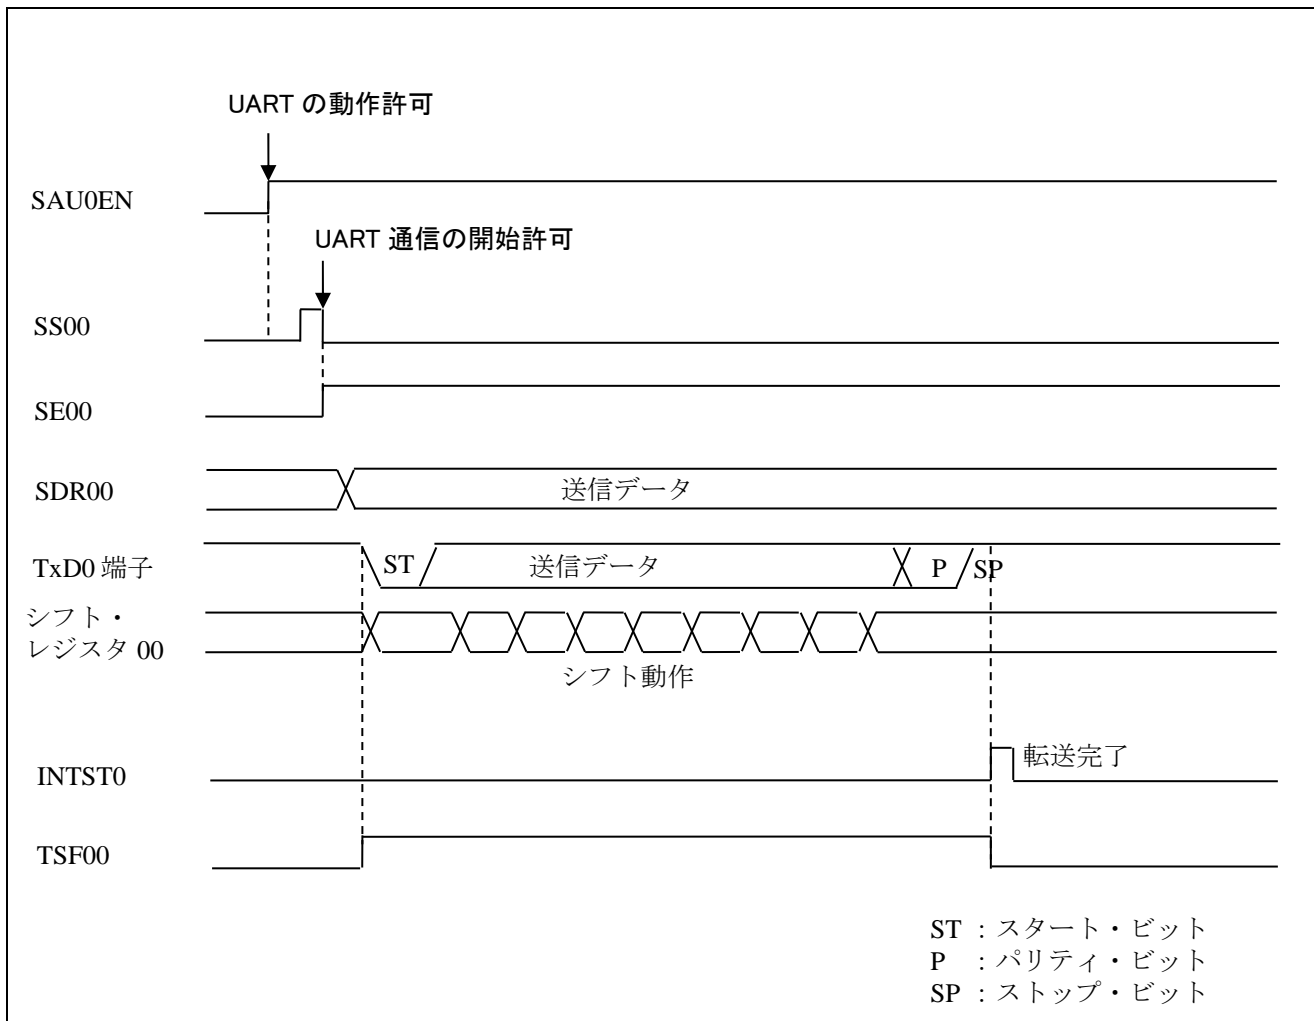 UART の動作許可
SAU0EN
UART 通信の開始許可
SS00
SE00
SDR00
送信データ
TxD0 端子
ST
送信データ
P
SP
シフト・
レジスタ 00
シフト動作
INTST0
転送完了
TSF00
ST ：スタート・ビット
P ：パリティ・ビット
SP ：ストップ・ビット